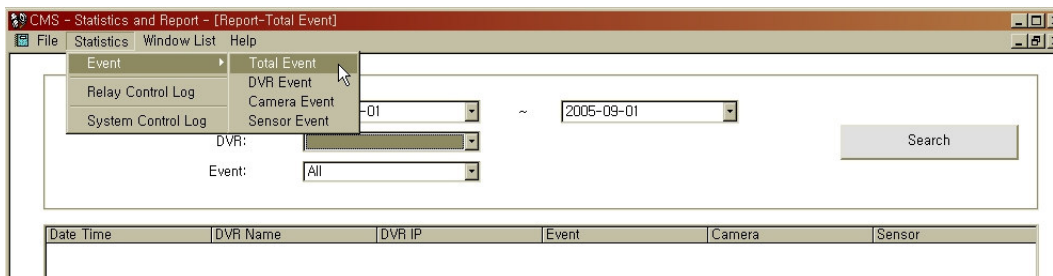 CMS - Statistics and Report - [Report-Total Event]
File Statistics Window List Help
Event Total Event
DVR Event
Relay Control Log
Camera Event
-01 ~ 2005-09-01
System Control Log Sensor Event
DVR: Search
Event: All
Date Time DVR Name DVR IP Event Camera Sensor